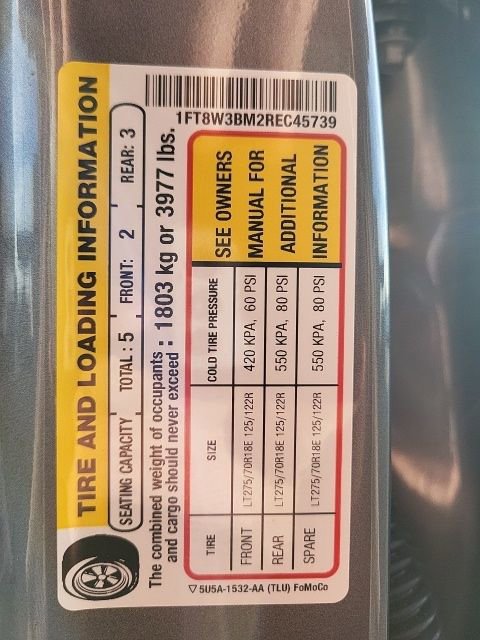 TIRE AND LOADING INFORMATION
SEATING CAPACITY TOTAL : 5 FRONT: 2 REAR: 3
The combined weight of occupants
and cargo should never exceed : 1803 kg or 3977 lbs.
1FT8W3BM2REC45739
TIRE SIZE COLD TIRE PRESSURE SEE OWNERS
FRONT LT275/70R18E 125/122R 420 KPA, 60 PSI MANUAL FOR
REAR LT275/70R18E 125/122R 550 KPA, 80 PSI ADDITIONAL
SPARE LT275/70R18E 125/122R 550 KPA, 80 PSI INFORMATION
▽ 5U5A-1532-AA (TLU) FoMoCo